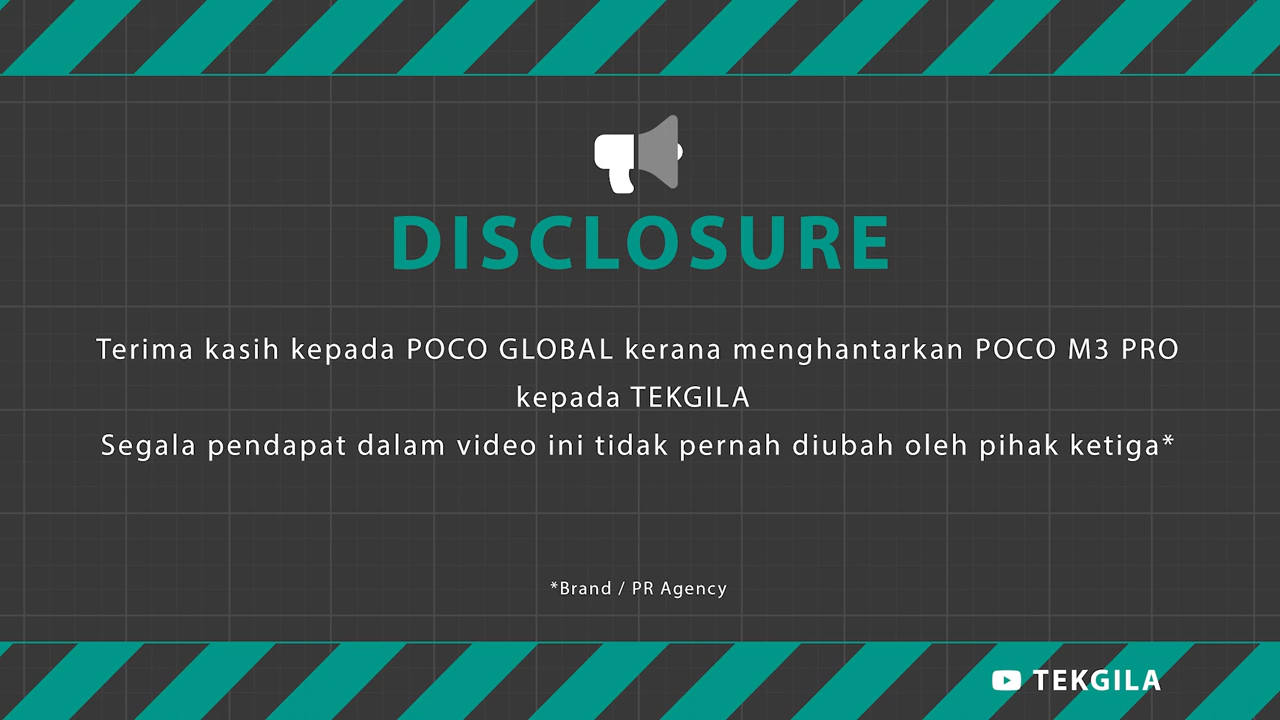 DISCLOSURE
Terima kasih kepada POCO GLOBAL kerana menghantarkan POCO M3 PRO
kepada TEKGILA
Segala pendapat dalam video ini tidak pernah diubah oleh pihak ketiga*
*Brand / PR Agency
TEKGILA